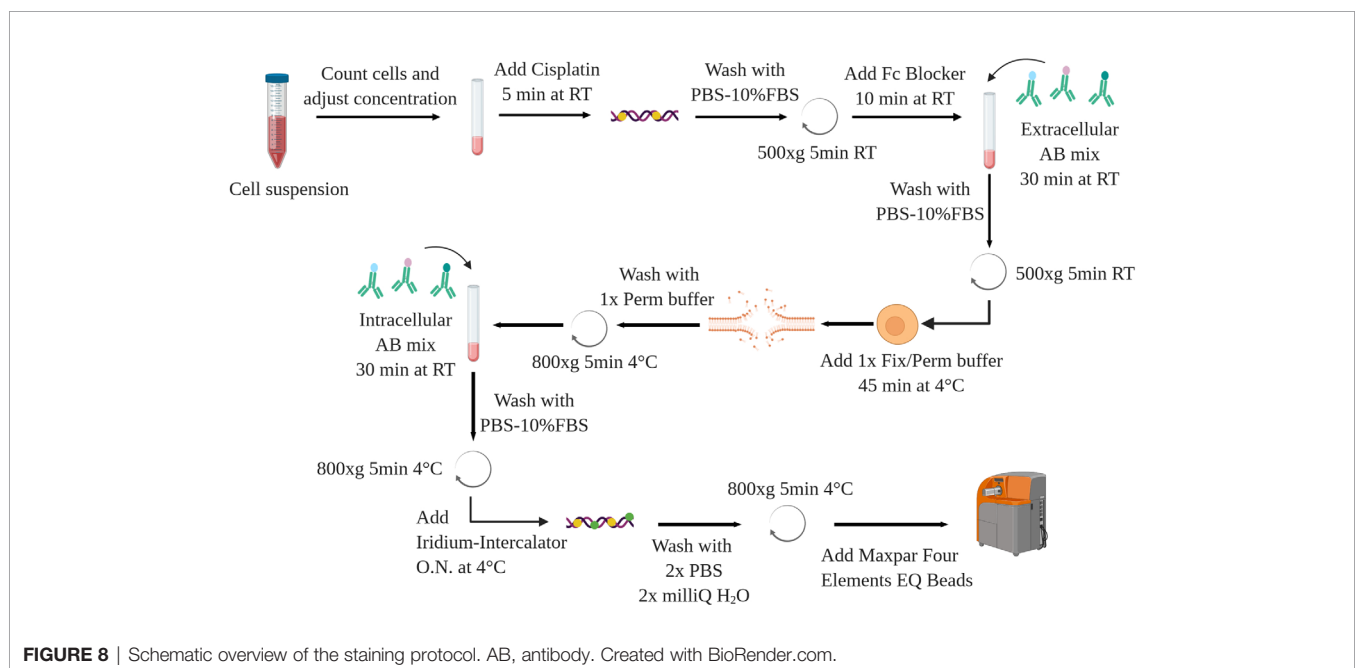 Count cells and
adjust concentration
Cell suspension
Add Cisplatin
5 min at RT
Wash with
PBS-10%FBS
500xg 5min RT
Add Fc Blocker
10 min at RT
Extracellular
AB mix
30 min at RT
Wash with
PBS-10%FBS
500xg 5min RT
Add 1x Fix/Perm buffer
45 min at 4°C
Wash with
1x Perm buffer
800xg 5min 4°C
Intracellular
AB mix
30 min at RT
Wash with
PBS-10%FBS
800xg 5min 4°C
Add
Iridium-Intercalator
O.N. at 4°C
Wash with
2x PBS
2x milliQ H₂O
800xg 5min 4°C
Add Maxpar Four
Elements EQ Beads
FIGURE 8 | Schematic overview of the staining protocol. AB, antibody. Created with BioRender.com.